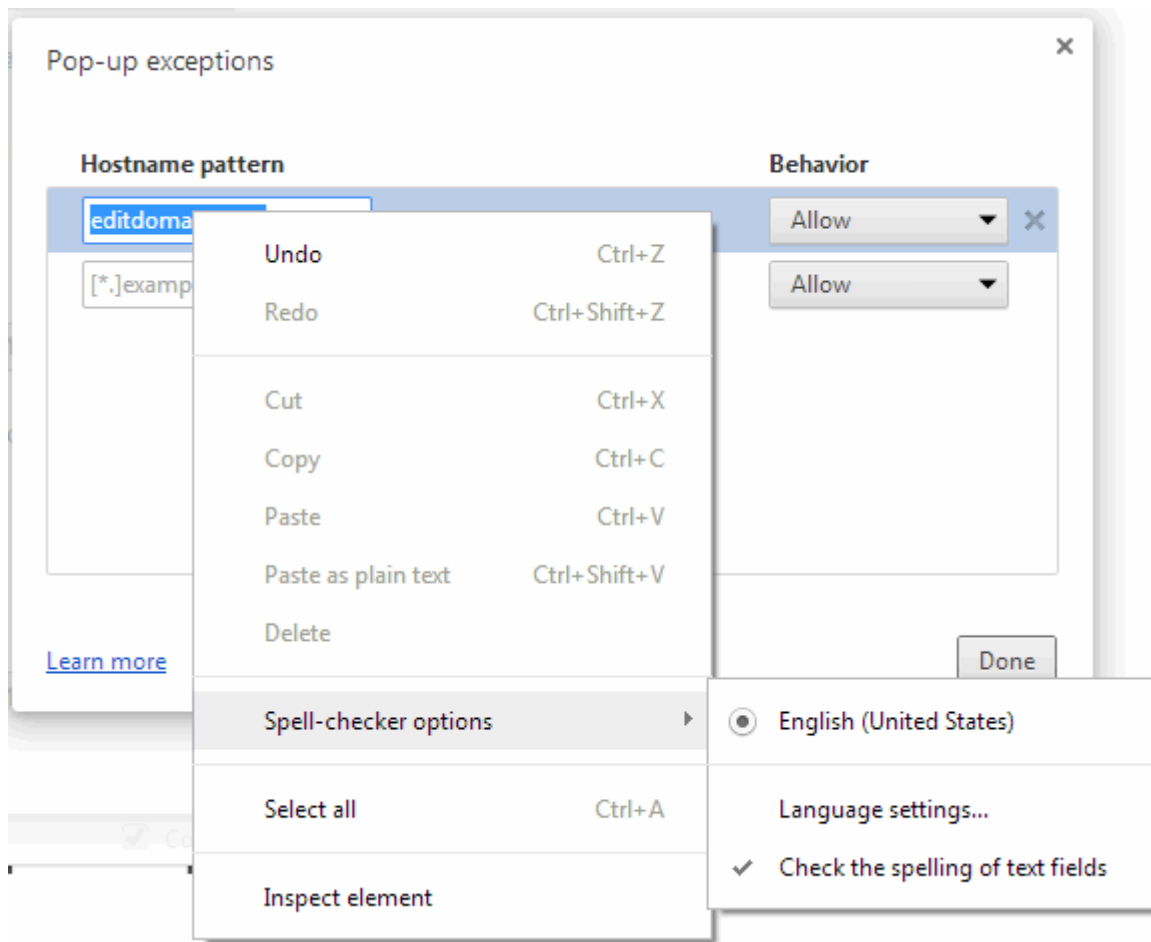 Pop-up exceptions
Hostname pattern Behavior
editdoma Allow
[*.]examp Allow
Undo Ctrl+Z
Redo Ctrl+Shift+Z
Cut Ctrl+X
Copy Ctrl+C
Paste Ctrl+V
Paste as plain text Ctrl+Shift+V
Delete
Learn more Done
Spell-checker options English (United States)
Select all Ctrl+A Language settings...
Check the spelling of text fields
Inspect element